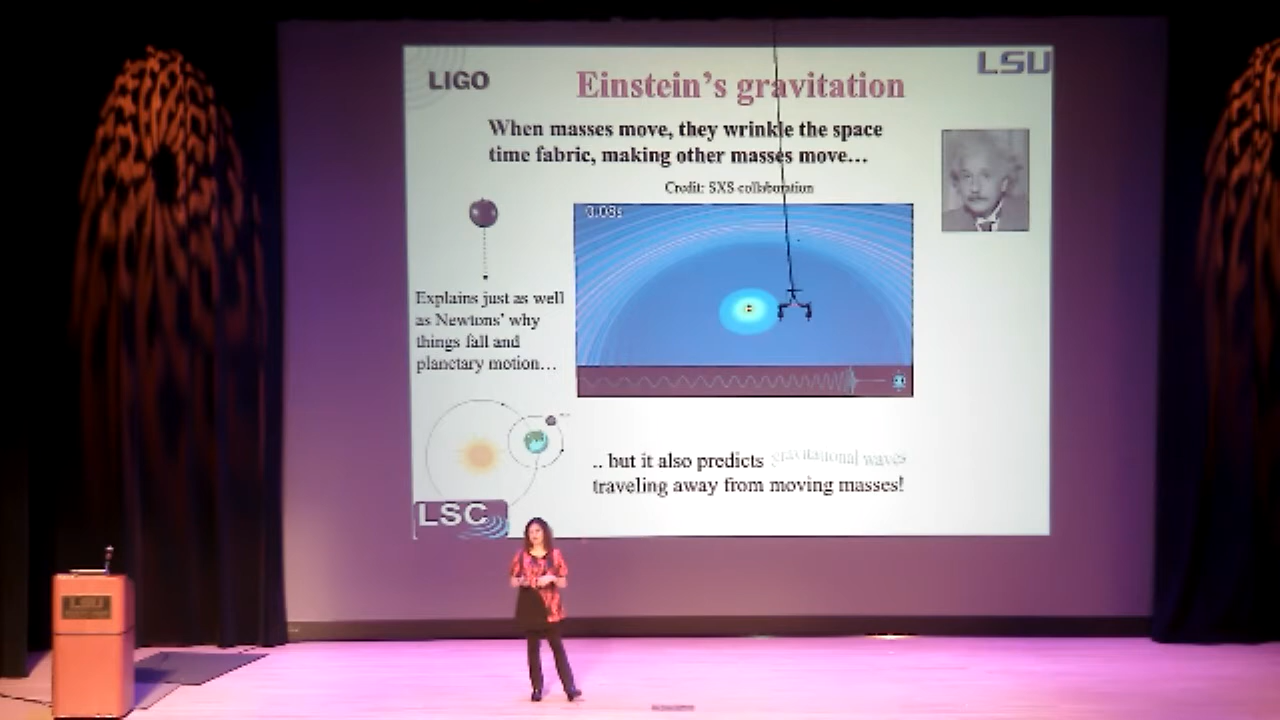 LIGO
LSU
Einstein's gravitation
When masses move, they wrinkle the space
time fabric, making other masses move…
Credit: SXS collaboration
0.08s
Explains just as well
as Newtons' why
things fall and
planetary motion…
.. but it also predicts gravitational waves
traveling away from moving masses!
LSC
LSU